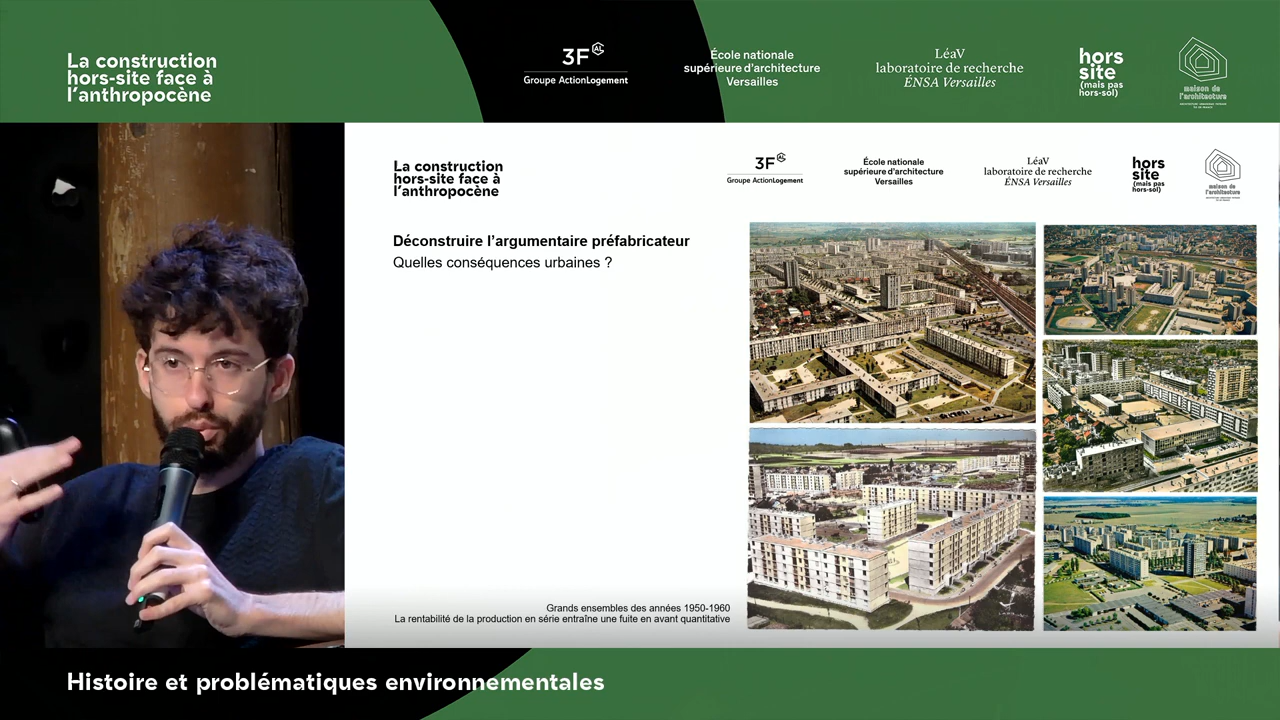 La construction
hors-site face à
l'anthropocène
3F AL
Groupe ActionLogement
École nationale
supérieure d'architecture
Versailles
LéaV
laboratoire de recherche
ÉNSA Versailles
hors
site
(mais pas
hors-sol)
maison de
l'architecture
La construction
hors-site face à
l'anthropocène
3F AL
Groupe ActionLogement
École nationale
supérieure d'architecture
Versailles
LéaV
laboratoire de recherche
ÉNSA Versailles
hors
site
(mais pas
hors-sol)
maison de
l'architecture
Déconstruire l'argumentaire préfabricateur
Quelles conséquences urbaines ?
Grands ensembles des années 1950-1960
La rentabilité de la production en série entraîne une fuite en avant quantitative
Histoire et problématiques environnementales